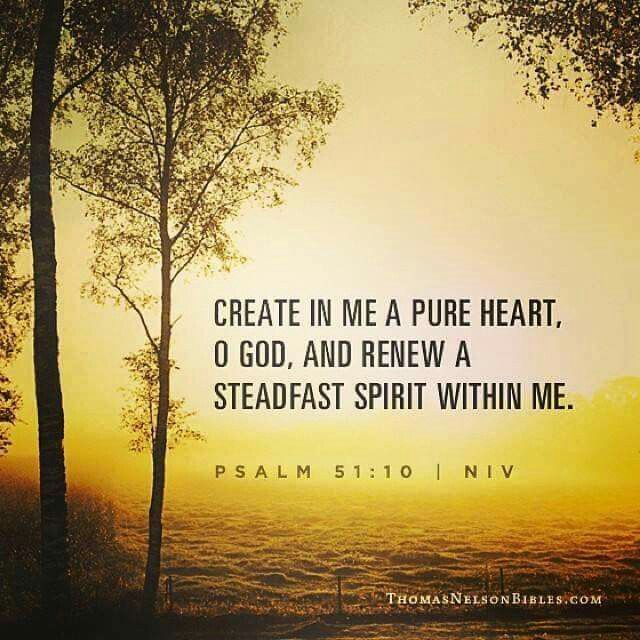 CREATE IN ME A PURE HEART,
O GOD, AND RENEW A
STEADFAST SPIRIT WITHIN ME.
PSALM 51:10 | NIV
THOMASNELSONBIBLES.COM